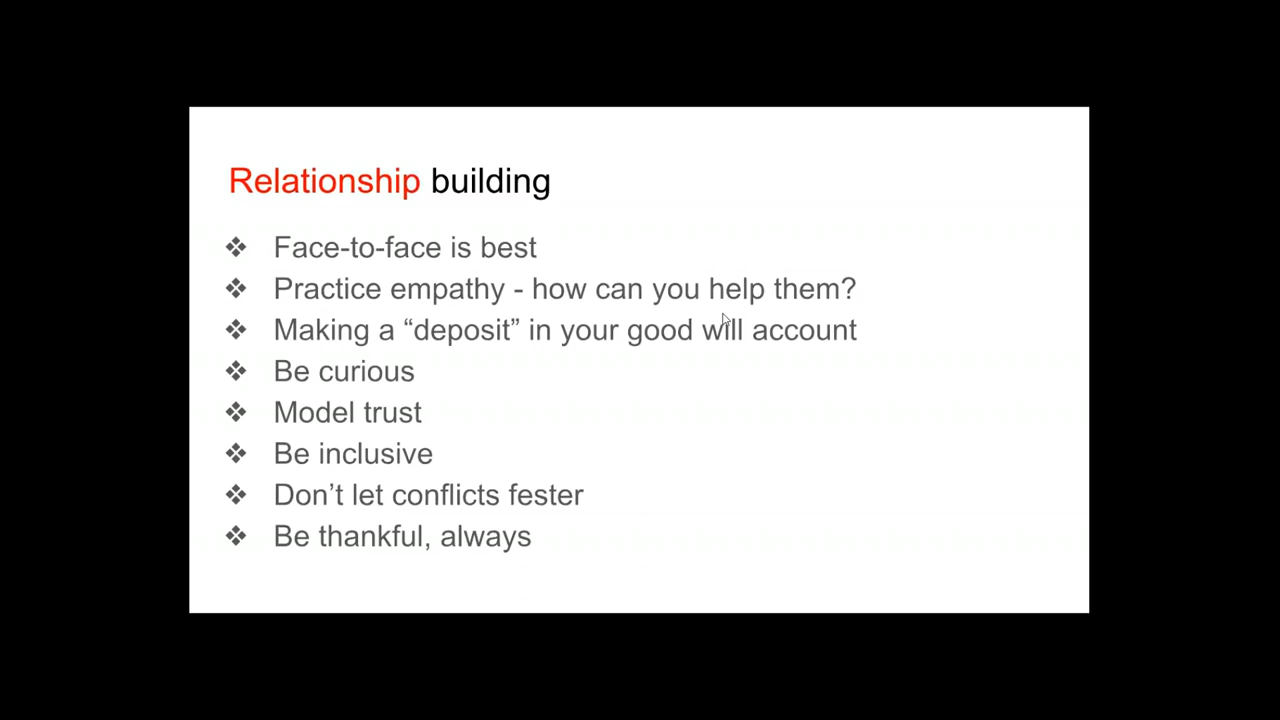 Relationship building
❖ Face-to-face is best
❖ Practice empathy - how can you help them?
❖ Making a “deposit” in your good will account
❖ Be curious
❖ Model trust
❖ Be inclusive
❖ Don’t let conflicts fester
❖ Be thankful, always